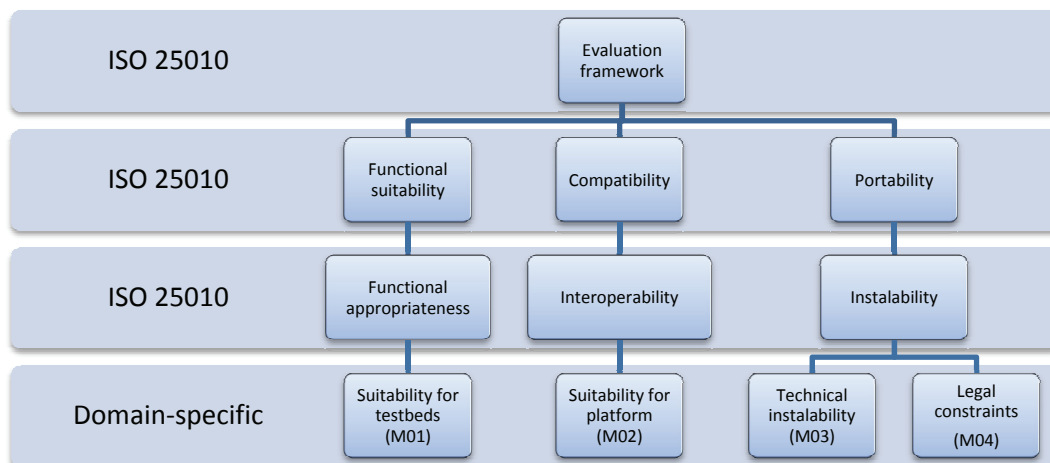 ISO 25010
Evaluation
framework
ISO 25010
Functional
suitability
Compatibility
Portability
ISO 25010
Functional
appropriateness
Interoperability
Instalability
Domain-specific
Suitability for
testbeds
(M01)
Suitability for
platform
(M02)
Technical
instalability
(M03)
Legal
constraints
(M04)